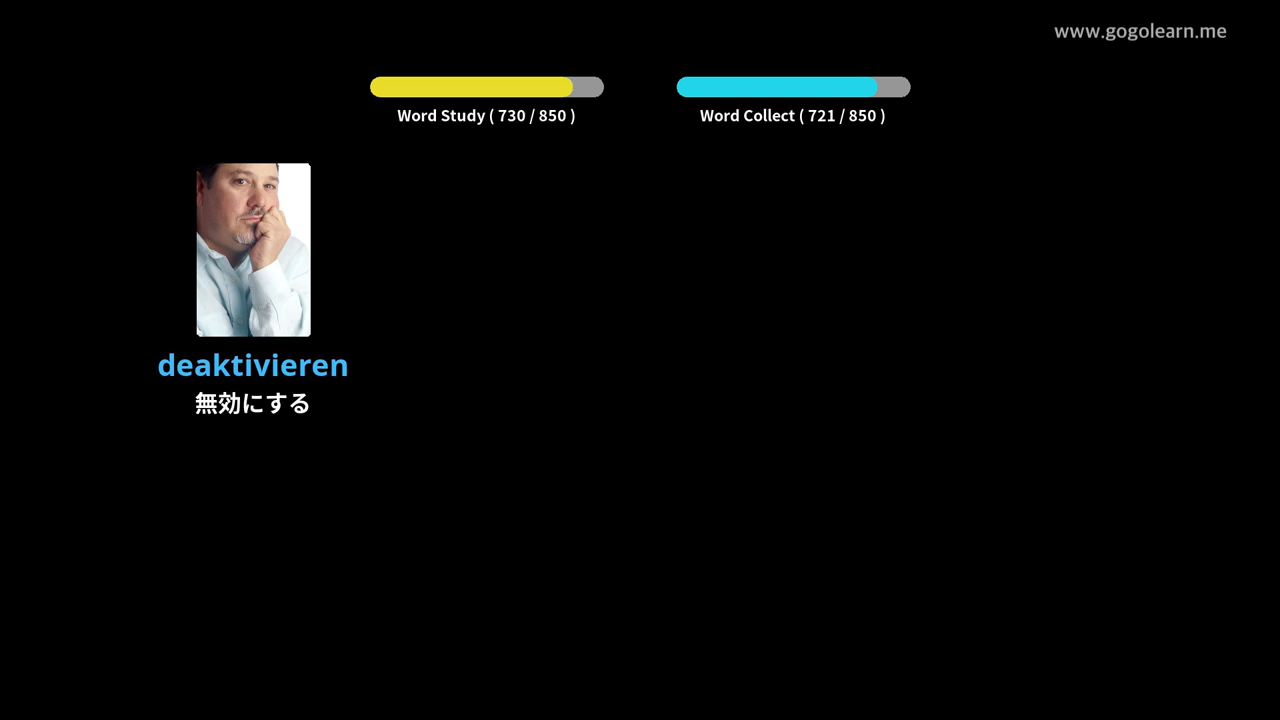 www.gogolearn.me
Word Study ( 730 / 850 )
Word Collect ( 721 / 850 )
deaktivieren
無効にする